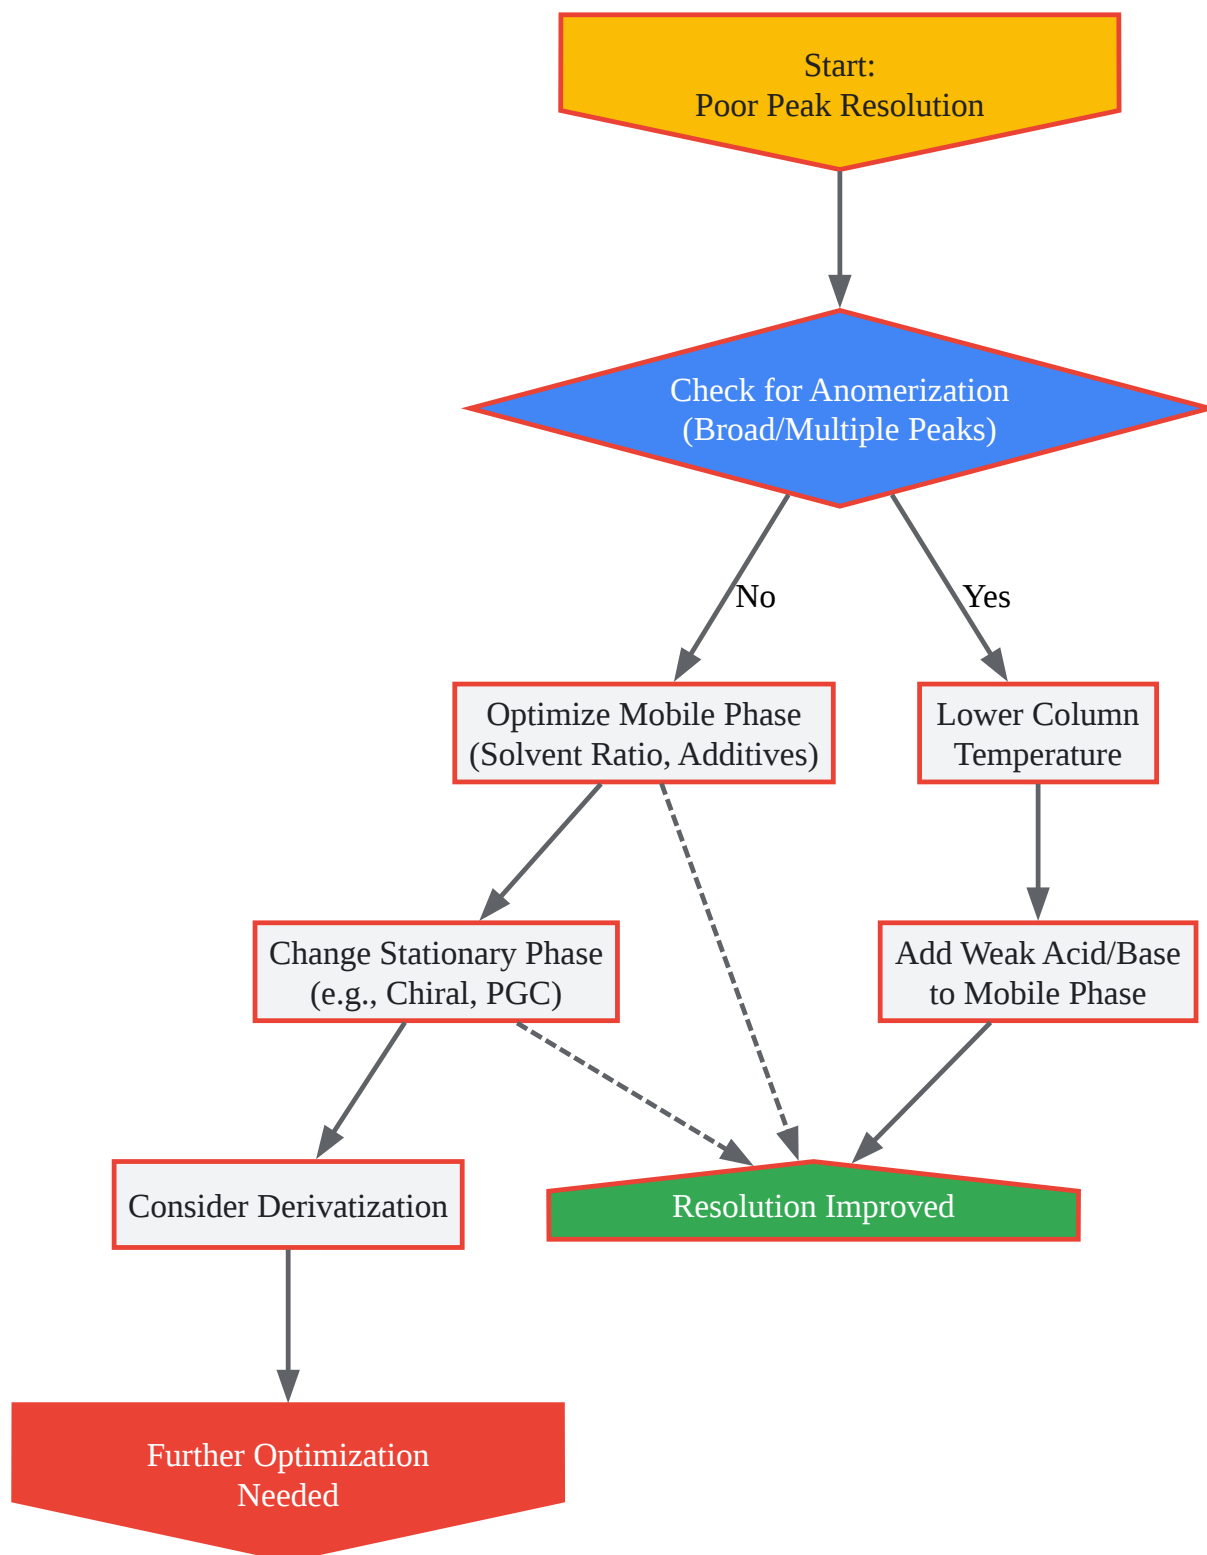 Start:
Poor Peak Resolution
Check for Anomerization
(Broad/Multiple Peaks)
No
Yes
Optimize Mobile Phase
(Solvent Ratio, Additives)
Lower Column
Temperature
Change Stationary Phase
(e.g., Chiral, PGC)
Add Weak Acid/Base
to Mobile Phase
Consider Derivatization
Resolution Improved
Further Optimization
Needed